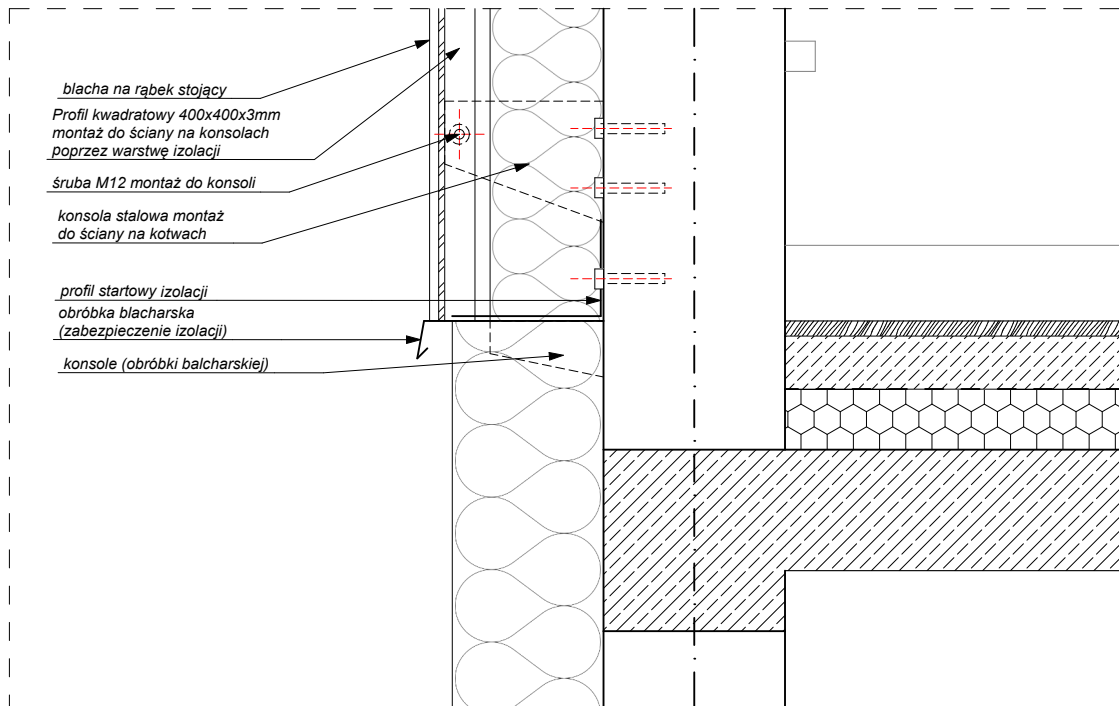 blacha na rąbek stojący
Profil kwadratowy 400x400x3mm
montaż do ściany na konsolach
poprzez warstwę izolacji
śruba M12 montaż do konsoli
konsola stalowa montaż
do ściany na kotwach
profil startowy izolacji
obróbka blacharska
(zabezpieczenie izolacji)
konsole (obróbki balcharskiej)